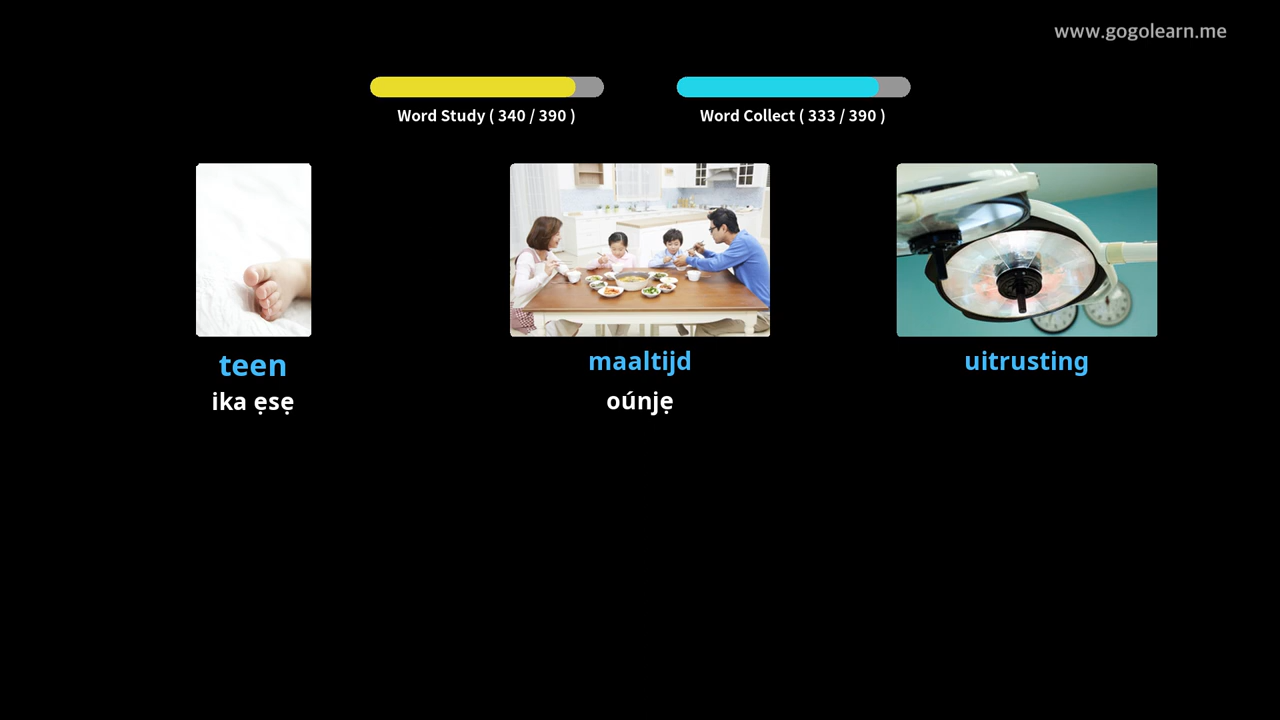 www.gogolearn.me
Word Study ( 340 / 390 )
Word Collect ( 333 / 390 )
teen
maaltijd
uitrusting
ika ẹsẹ
oúnjẹ